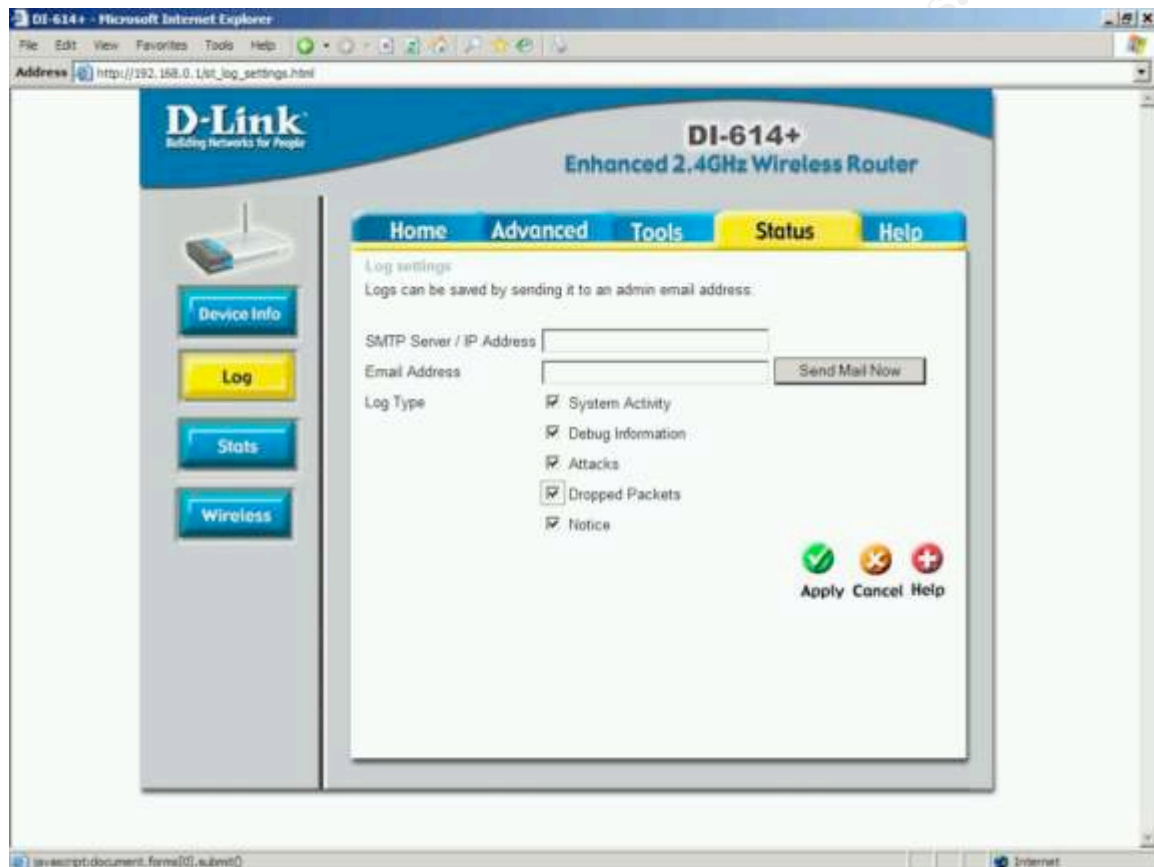 DI-614+ - Microsoft Internet Explorer
File Edit View Favorites Tools Help
Address http://192.168.0.1/st_log_settings.html
D-Link
Building Networks for People
DI-614+
Enhanced 2.4GHz Wireless Router
Home Advanced Tools Status Help
Log settings
Logs can be saved by sending it to an admin email address.
Device Info
Log
Stats
Wireless
SMTP Server / IP Address
Email Address Send Mail Now
Log Type System Activity
Debug Information
Attacks
Dropped Packets
Notice
Apply Cancel Help
javascript:document.forms[0].submit() Internet